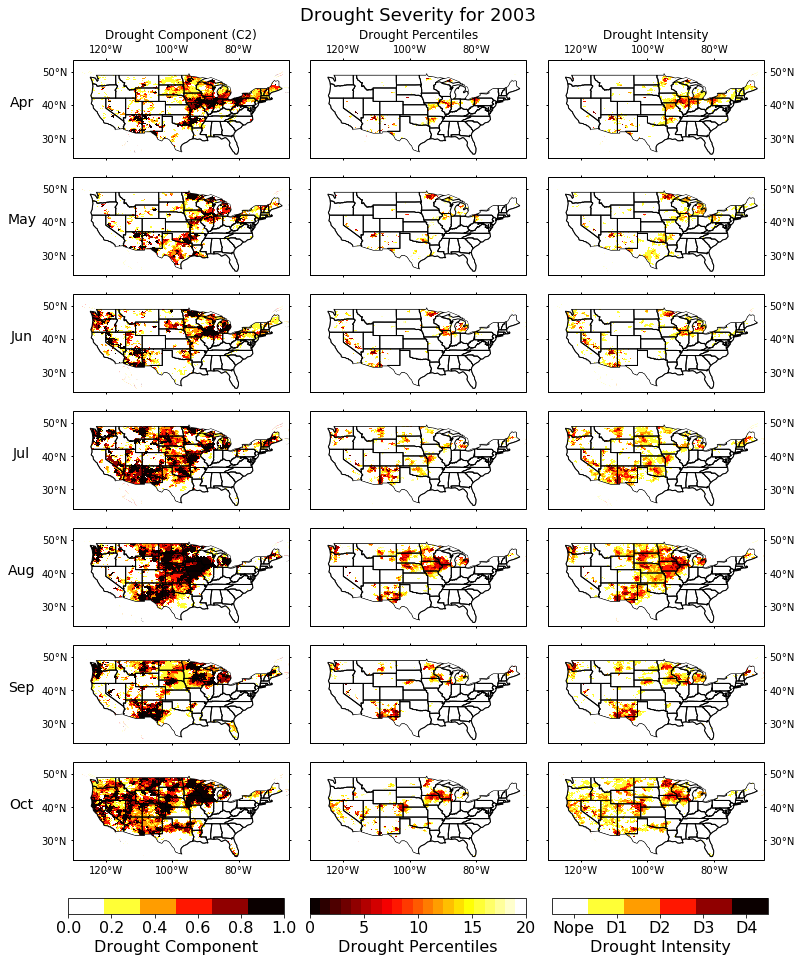 Drought Severity for 2003
Drought Component (C2) Drought Percentiles Drought Intensity
120°W 100°W 80°W 120°W 100°W 80°W 120°W 100°W 80°W
50°N 50°N
Apr 40°N 40°N
30°N 30°N
50°N 50°N
May 40°N 40°N
30°N 30°N
50°N 50°N
Jun 40°N 40°N
30°N 30°N
50°N 50°N
Jul 40°N 40°N
30°N 30°N
50°N 50°N
Aug 40°N 40°N
30°N 30°N
50°N 50°N
Sep 40°N 40°N
30°N 30°N
50°N 50°N
Oct 40°N 40°N
30°N 30°N
120°W 100°W 80°W 120°W 100°W 80°W 120°W 100°W 80°W
0.0 0.2 0.4 0.6 0.8 1.0 0 5 10 15 20 Nope D1 D2 D3 D4
Drought Component Drought Percentiles Drought Intensity